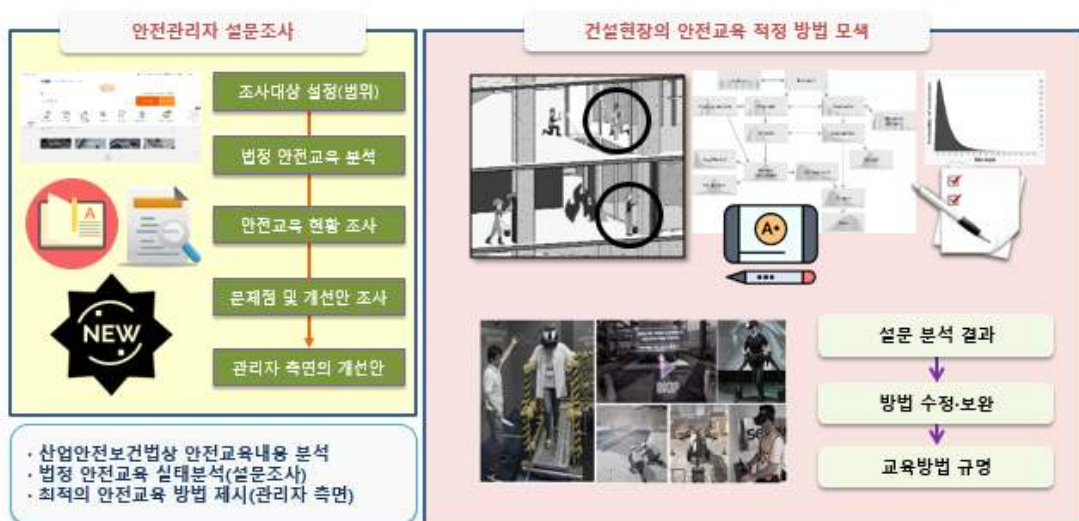 안전관리자 설문조사
조사대상 설정(범위)
법정 안전교육 분석
안전교육 현황 조사
문제점 및 개선안 조사
관리자 측면의 개선안
A
NEW
· 산업안전보건법상 안전교육내용 분석
· 법정 안전교육 실태분석(설문조사)
· 최적의 안전교육 방법 제시(관리자 측면)
건설현장의 안전교육 적정 방법 모색
A+
설문 분석 결과
방법 수정·보완
교육방법 규명